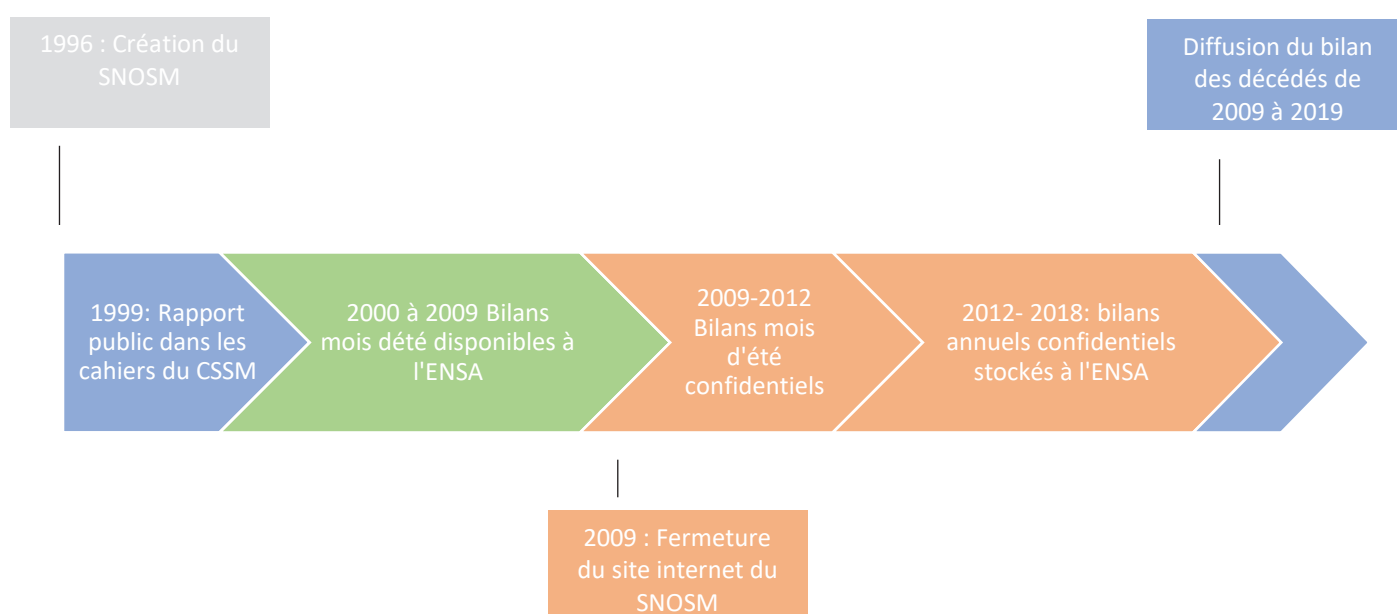 1996 : Création du
SNOSM
Diffusion du bilan
des décédés de
2009 à 2019
1999: Rapport
public dans les
cahiers du CSSM
2000 à 2009 Bilans
mois dété disponibles à
l'ENSA
2009-2012
Bilans mois
d'été
confidentiels
2012- 2018: bilans
annuels confidentiels
stockés à l'ENSA
2009 : Fermeture
du site internet du
SNOSM